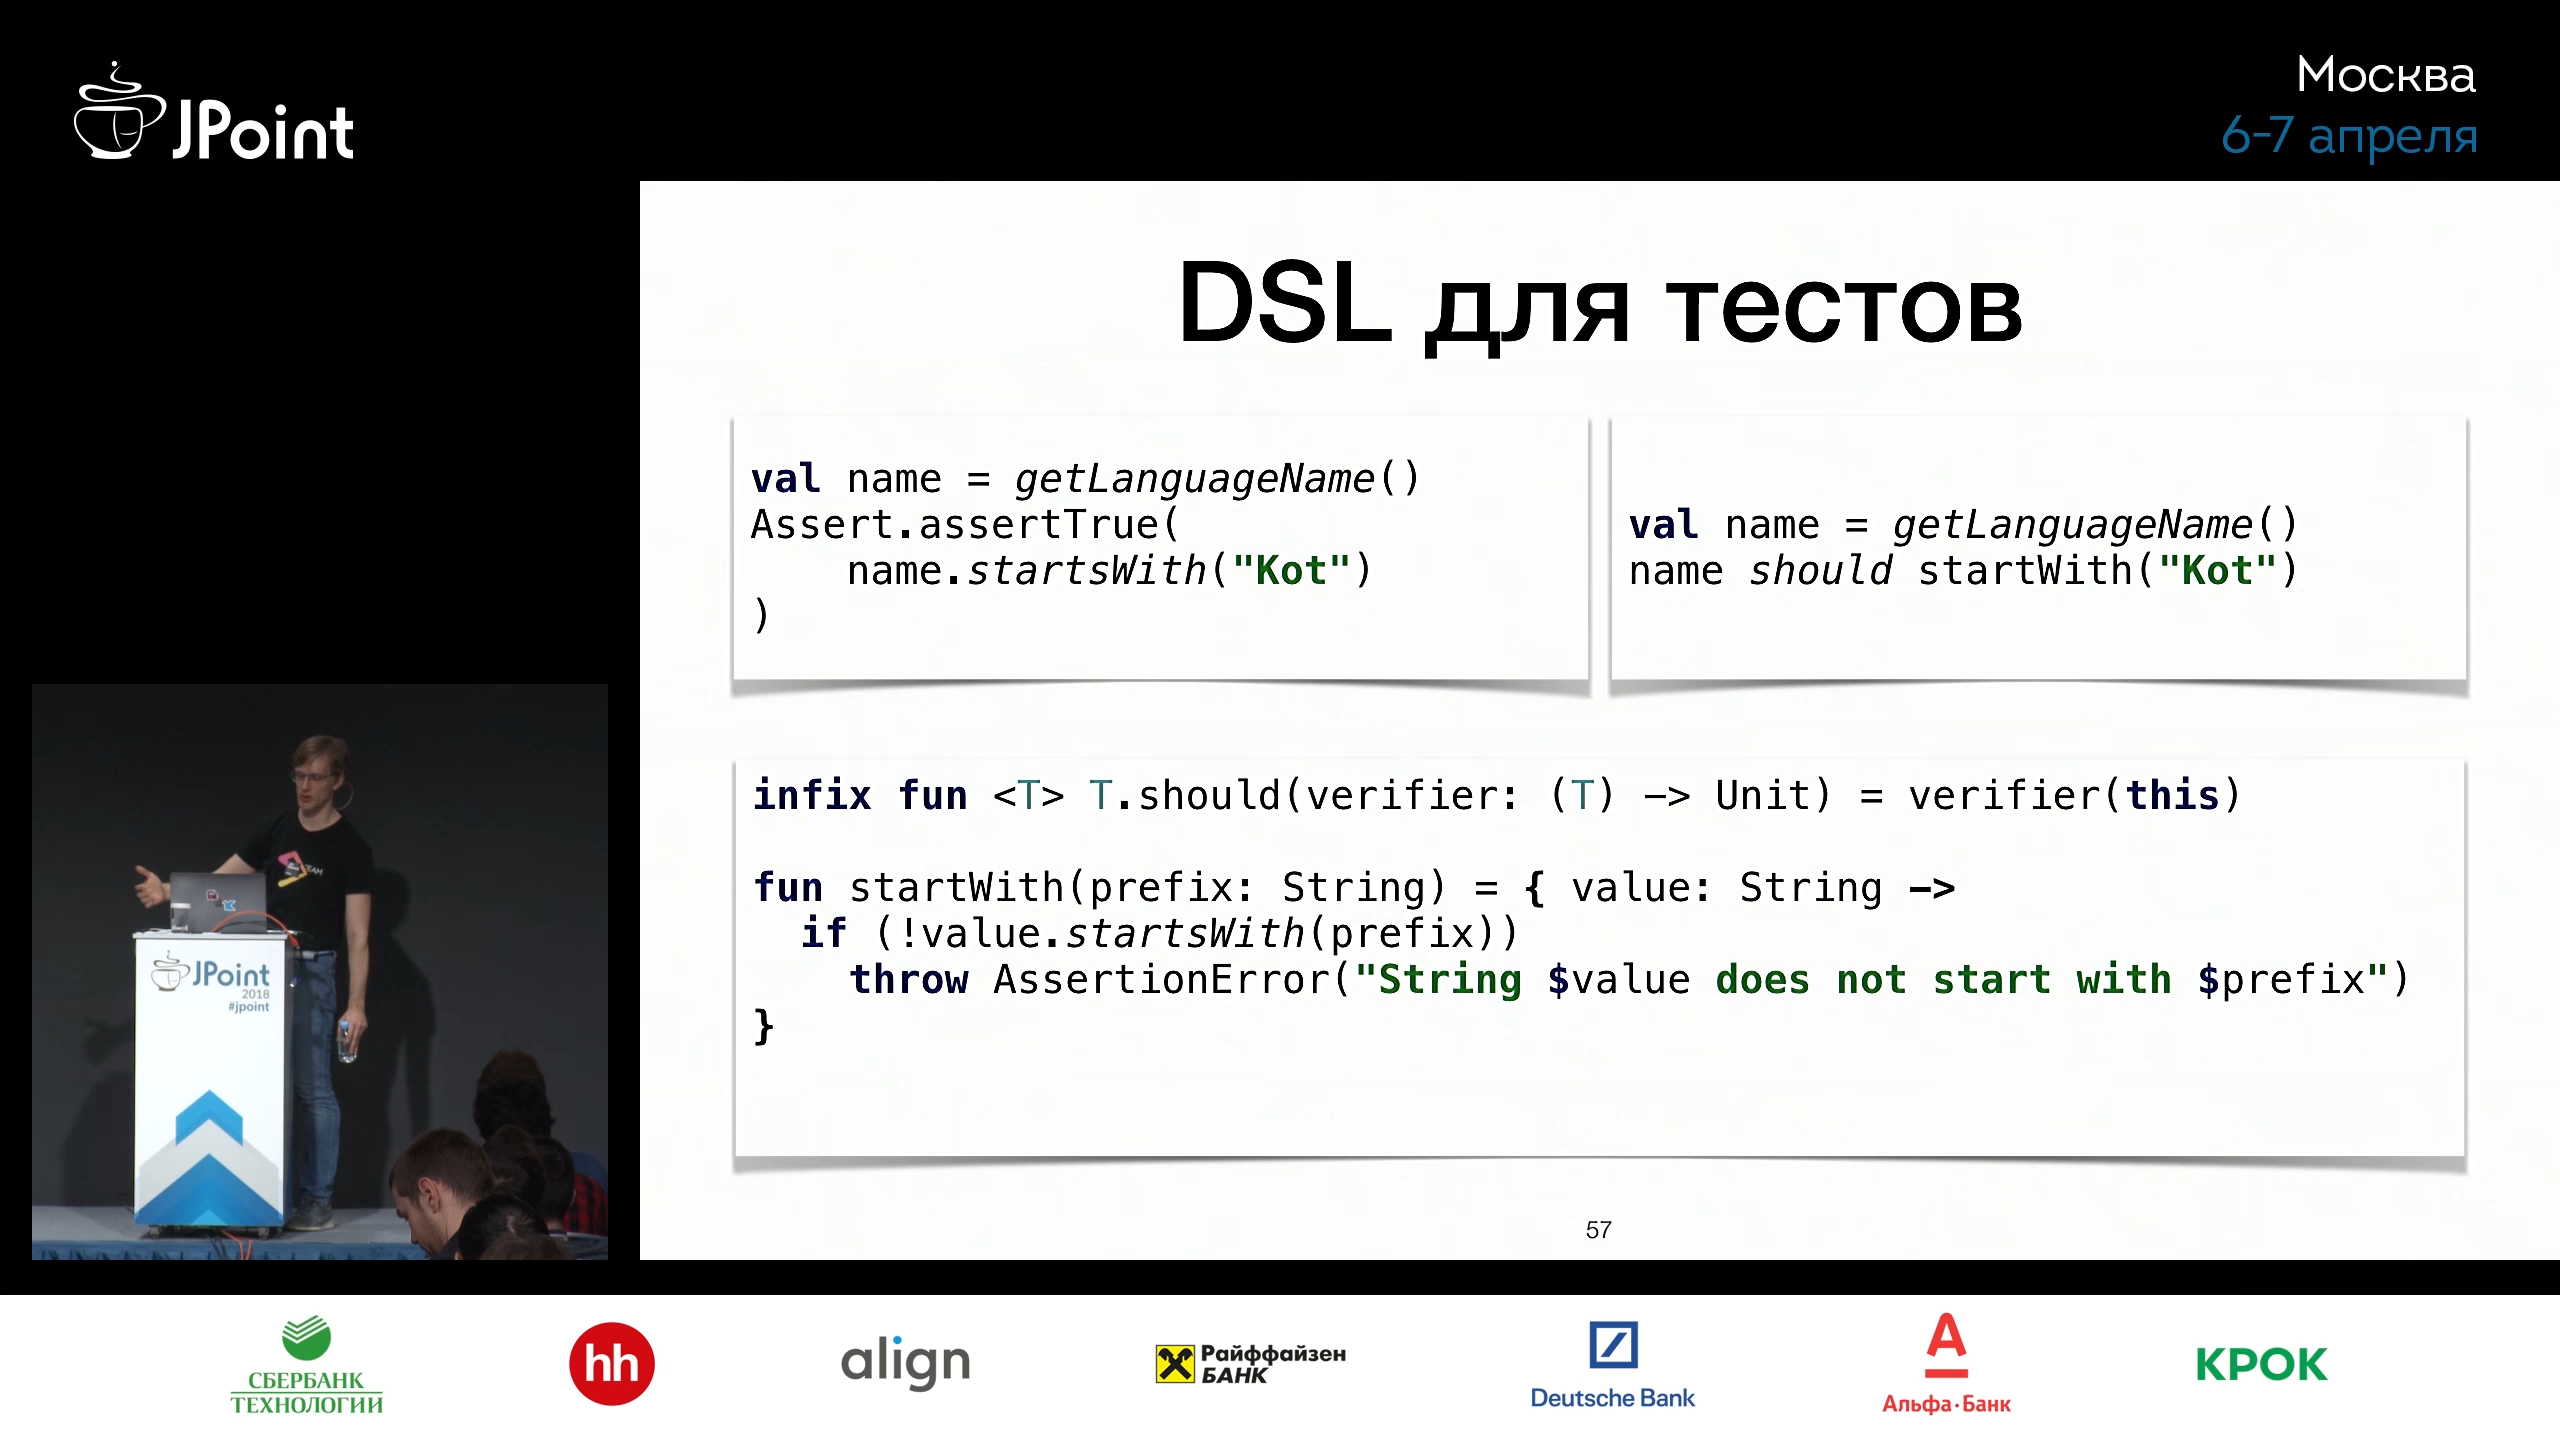 JPoint
Москва
6-7 апреля
DSL для тестов
val name = getLanguageName()
Assert.assertTrue(
    name.startsWith("Kot")
)
val name = getLanguageName()
name should startWith("Kot")
infix fun <T> T.should(verifier: (T) -> Unit) = verifier(this)
fun startWith(prefix: String) = { value: String ->
  if (!value.startsWith(prefix))
    throw AssertionError("String $value does not start with $prefix")
}
57
JPoint
2018
#jpoint
СБЕРБАНК
ТЕХНОЛОГИИ
hh
align
Райффайзен
БАНК
Deutsche Bank
Альфа·Банк
КРОК